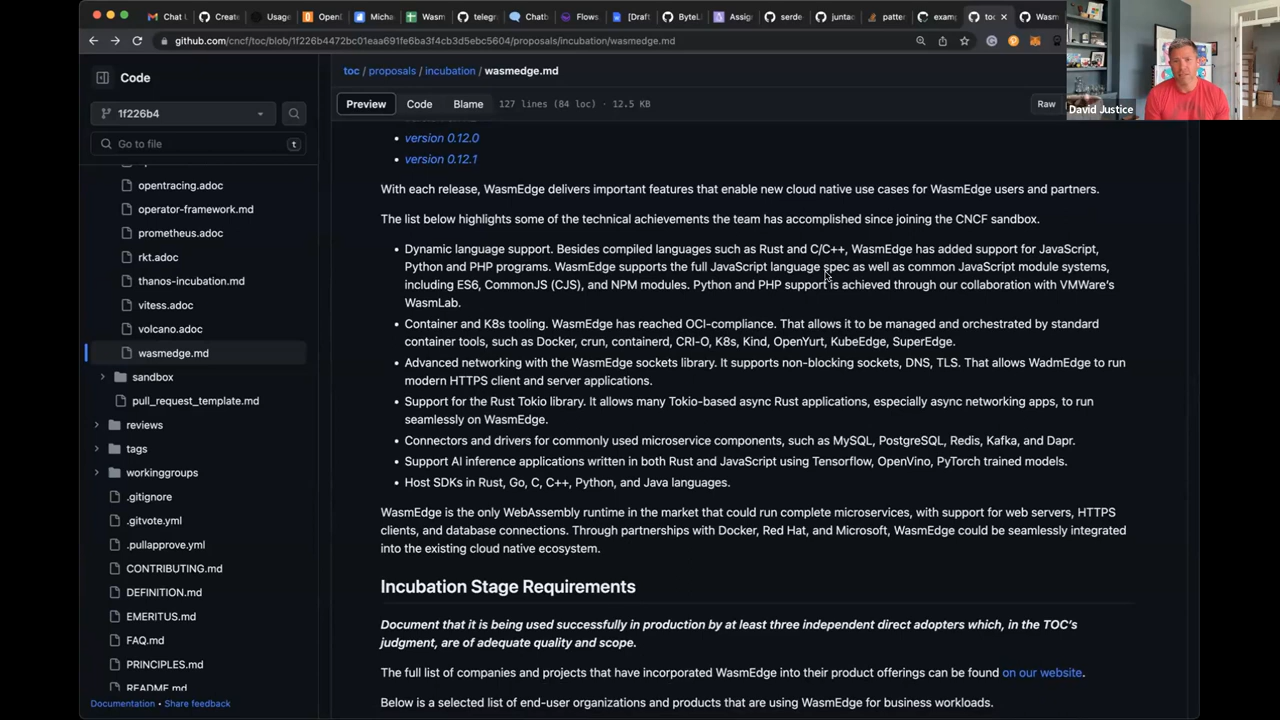 Chat U
Create
Usage
OpenD
Micha
Wasm
telegr
Chatb
Flows
[Draft
ByteL
Assig
serde
juntao
patter
examp
toc
Wasm
github.com/cncf/toc/blob/1f226b4472bc01eaa691fe6ba3f4cb3d5ebc5604/proposals/incubation/wasmedge.md
David Justice
Code
1f226b4
Go to file
t
opentracing.adoc
operator-framework.md
prometheus.adoc
rkt.adoc
thanos-incubation.md
vitess.adoc
volcano.adoc
wasmedge.md
sandbox
pull_request_template.md
reviews
tags
workinggroups
.gitignore
.gitvote.yml
.pullapprove.yml
CONTRIBUTING.md
DEFINITION.md
EMERITUS.md
FAQ.md
PRINCIPLES.md
README.md
Documentation • Share feedback
toc / proposals / incubation / wasmedge.md
Preview
Code
Blame
127 lines (84 loc) · 12.5 KB
Raw
• version 0.12.0
• version 0.12.1
With each release, WasmEdge delivers important features that enable new cloud native use cases for WasmEdge users and partners.
The list below highlights some of the technical achievements the team has accomplished since joining the CNCF sandbox.
• Dynamic language support. Besides compiled languages such as Rust and C/C++, WasmEdge has added support for JavaScript,
Python and PHP programs. WasmEdge supports the full JavaScript language spec as well as common JavaScript module systems,
including ES6, CommonJS (CJS), and NPM modules. Python and PHP support is achieved through our collaboration with VMWare's
WasmLab.
• Container and K8s tooling. WasmEdge has reached OCI-compliance. That allows it to be managed and orchestrated by standard
container tools, such as Docker, crun, containerd, CRI-O, K8s, Kind, OpenYurt, KubeEdge, SuperEdge.
• Advanced networking with the WasmEdge sockets library. It supports non-blocking sockets, DNS, TLS. That allows WadmEdge to run
modern HTTPS client and server applications.
• Support for the Rust Tokio library. It allows many Tokio-based async Rust applications, especially async networking apps, to run
seamlessly on WasmEdge.
• Connectors and drivers for commonly used microservice components, such as MySQL, PostgreSQL, Redis, Kafka, and Dapr.
• Support AI inference applications written in both Rust and JavaScript using Tensorflow, OpenVino, PyTorch trained models.
• Host SDKs in Rust, Go, C, C++, Python, and Java languages.
WasmEdge is the only WebAssembly runtime in the market that could run complete microservices, with support for web servers, HTTPS
clients, and database connections. Through partnerships with Docker, Red Hat, and Microsoft, WasmEdge could be seamlessly integrated
into the existing cloud native ecosystem.
Incubation Stage Requirements
Document that it is being used successfully in production by at least three independent direct adopters which, in the TOC's
judgment, are of adequate quality and scope.
The full list of companies and projects that have incorporated WasmEdge into their product offerings can be found on our website.
Below is a selected list of end-user organizations and products that are using WasmEdge for business workloads.